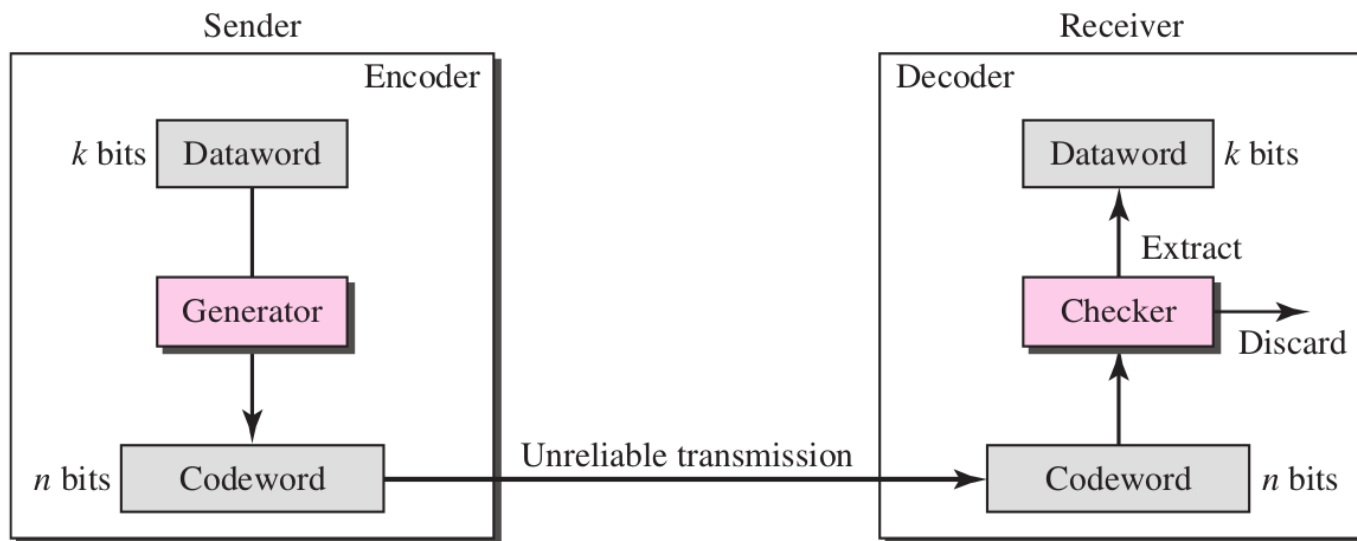 Sender
Receiver
Encoder
Decoder
k bits
Dataword
Dataword
k bits
Extract
Generator
Checker
Discard
Unreliable transmission
n bits
Codeword
Codeword
n bits